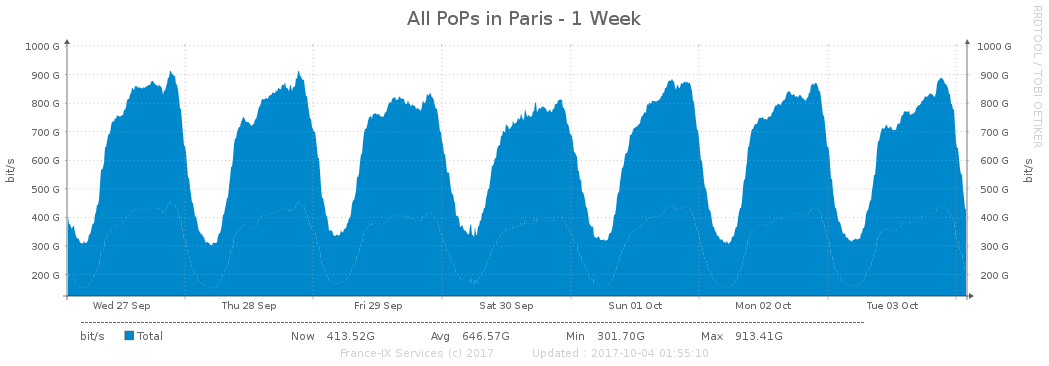 All PoPs in Paris - 1 Week
RRDTOOL / TOBI OETIKER
1000 G 1000 G
900 G 900 G
800 G 800 G
700 G 700 G
600 G 600 G
500 G 500 G
400 G 400 G
300 G 300 G
200 G 200 G
bit/s
bit/s
Wed 27 Sep Thu 28 Sep Fri 29 Sep Sat 30 Sep Sun 01 Oct Mon 02 Oct Tue 03 Oct
bit/s Total Now 413.52G Avg 646.57G Min 301.70G Max 913.41G
France-IX Services (c) 2017 Updated : 2017-10-04 01:55:10